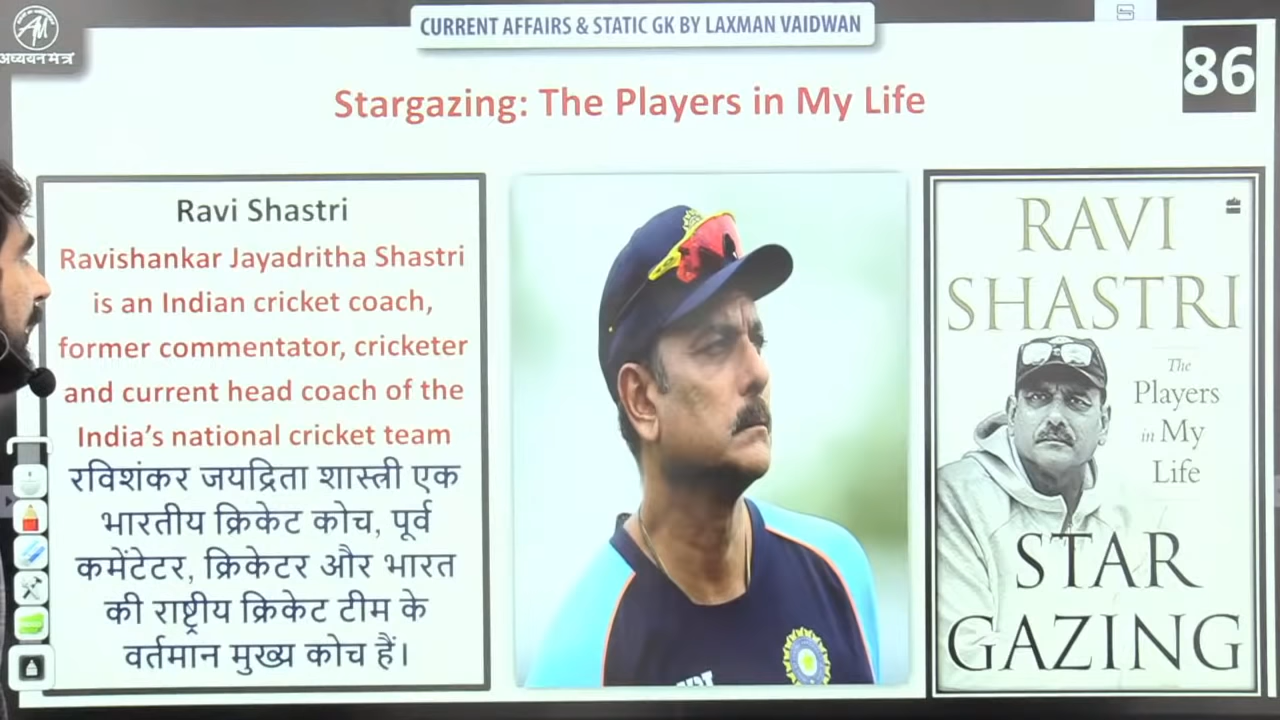 CURRENT AFFAIRS & STATIC GK BY LAXMAN VAIDWAN
अध्ययन मंत्र
86
Stargazing: The Players in My Life
Ravi Shastri
Ravishankar Jayadritha Shastri
is an Indian cricket coach,
former commentator, cricketer
and current head coach of the
India's national cricket team
रविशंकर जयद्रिता शास्त्री एक
भारतीय क्रिकेट कोच, पूर्व
कमेंटेटर, क्रिकेटर और भारत
की राष्ट्रीय क्रिकेट टीम के
वर्तमान मुख्य कोच हैं।
RAVI
SHASTRI
The
Players
in My
Life
STAR
GAZING